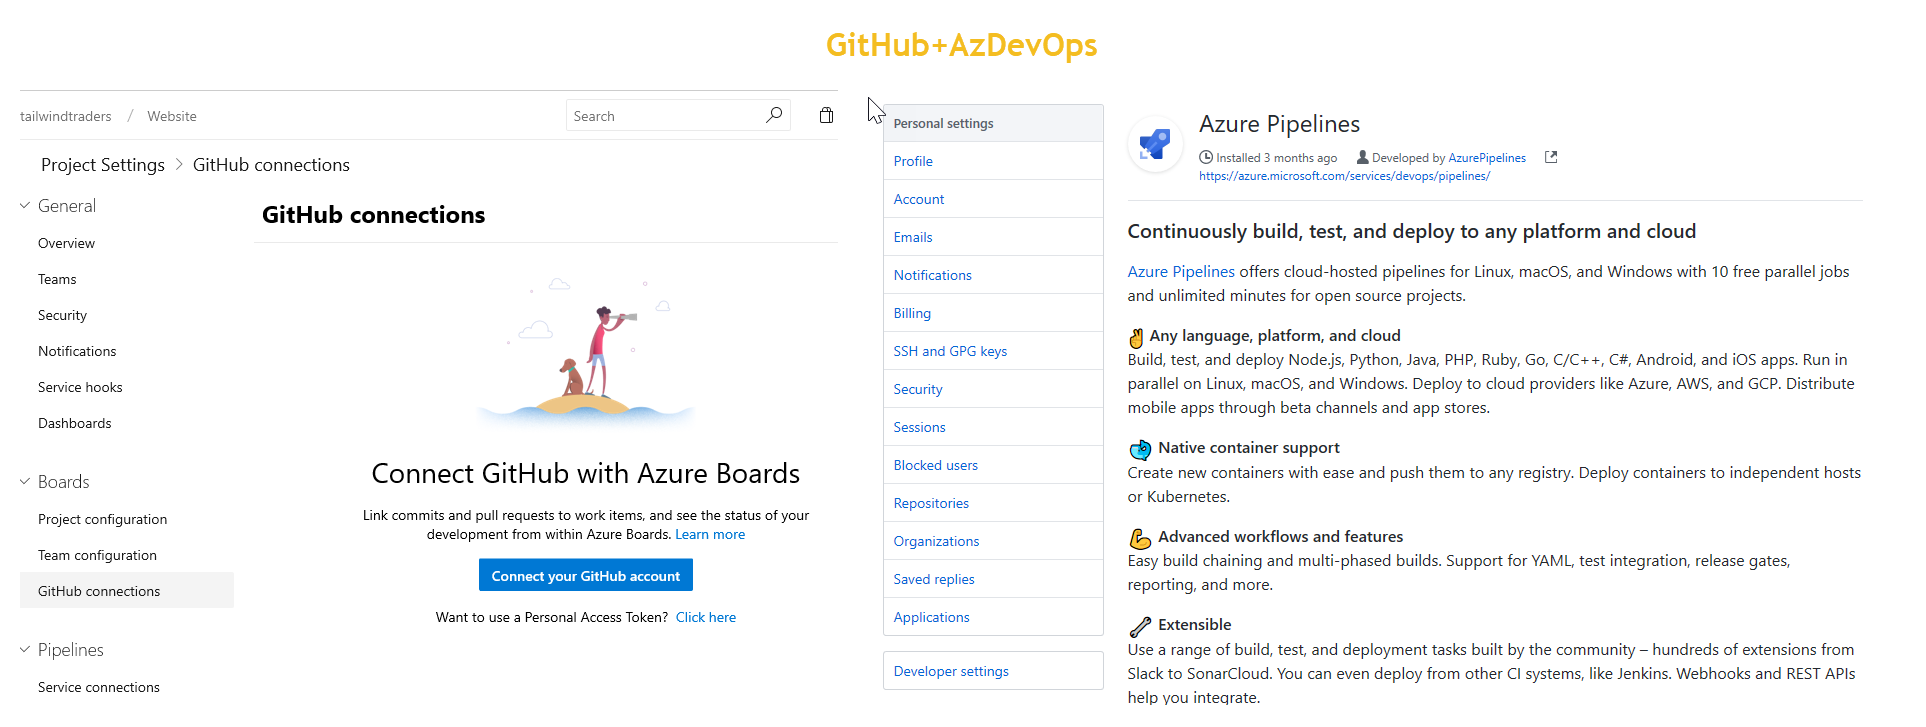 GitHub+AzDevOps
tailwindtraders / Website
Search
Project Settings > GitHub connections
General
Overview
Teams
Security
Notifications
Service hooks
Dashboards
Boards
Project configuration
Team configuration
GitHub connections
Pipelines
Service connections
GitHub connections
Connect GitHub with Azure Boards
Link commits and pull requests to work items, and see the status of your
development from within Azure Boards. Learn more
Connect your GitHub account
Want to use a Personal Access Token? Click here
Personal settings
Profile
Account
Emails
Notifications
Billing
SSH and GPG keys
Security
Sessions
Blocked users
Repositories
Organizations
Saved replies
Applications
Developer settings
Azure Pipelines
Installed 3 months ago Developed by AzurePipelines
https://azure.microsoft.com/services/devops/pipelines/
Continuously build, test, and deploy to any platform and cloud
Azure Pipelines offers cloud-hosted pipelines for Linux, macOS, and Windows with 10 free parallel jobs
and unlimited minutes for open source projects.
Any language, platform, and cloud
Build, test, and deploy Node.js, Python, Java, PHP, Ruby, Go, C/C++, C#, Android, and iOS apps. Run in
parallel on Linux, macOS, and Windows. Deploy to cloud providers like Azure, AWS, and GCP. Distribute
mobile apps through beta channels and app stores.
Native container support
Create new containers with ease and push them to any registry. Deploy containers to independent hosts
or Kubernetes.
Advanced workflows and features
Easy build chaining and multi-phased builds. Support for YAML, test integration, release gates,
reporting, and more.
Extensible
Use a range of build, test, and deployment tasks built by the community – hundreds of extensions from
Slack to SonarCloud. You can even deploy from other CI systems, like Jenkins. Webhooks and REST APIs
help you integrate.